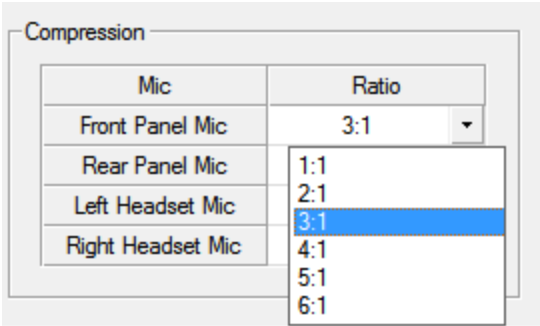 Compression
Mic Ratio
Front Panel Mic 3:1
Rear Panel Mic 1:1
2:1
Left Headset Mic 3:1
Right Headset Mic 4:1
5:1
6:1